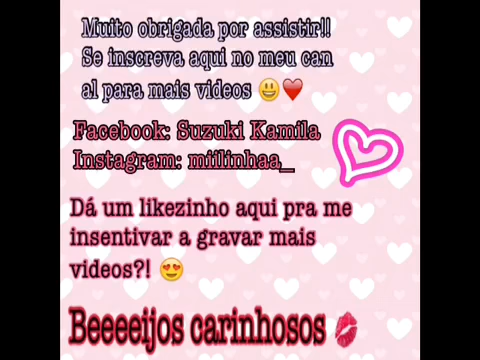 Muito obrigada por assistir!!
Se inscreva aqui no meu can
al para mais videos 😃❤️
Facebook: Suzuki Kamila
Instagram: miilinhaa_
Dá um likezinho aqui pra me
insentivar a gravar mais
videos?! 😍
Beeeeijos carinhosos 💋